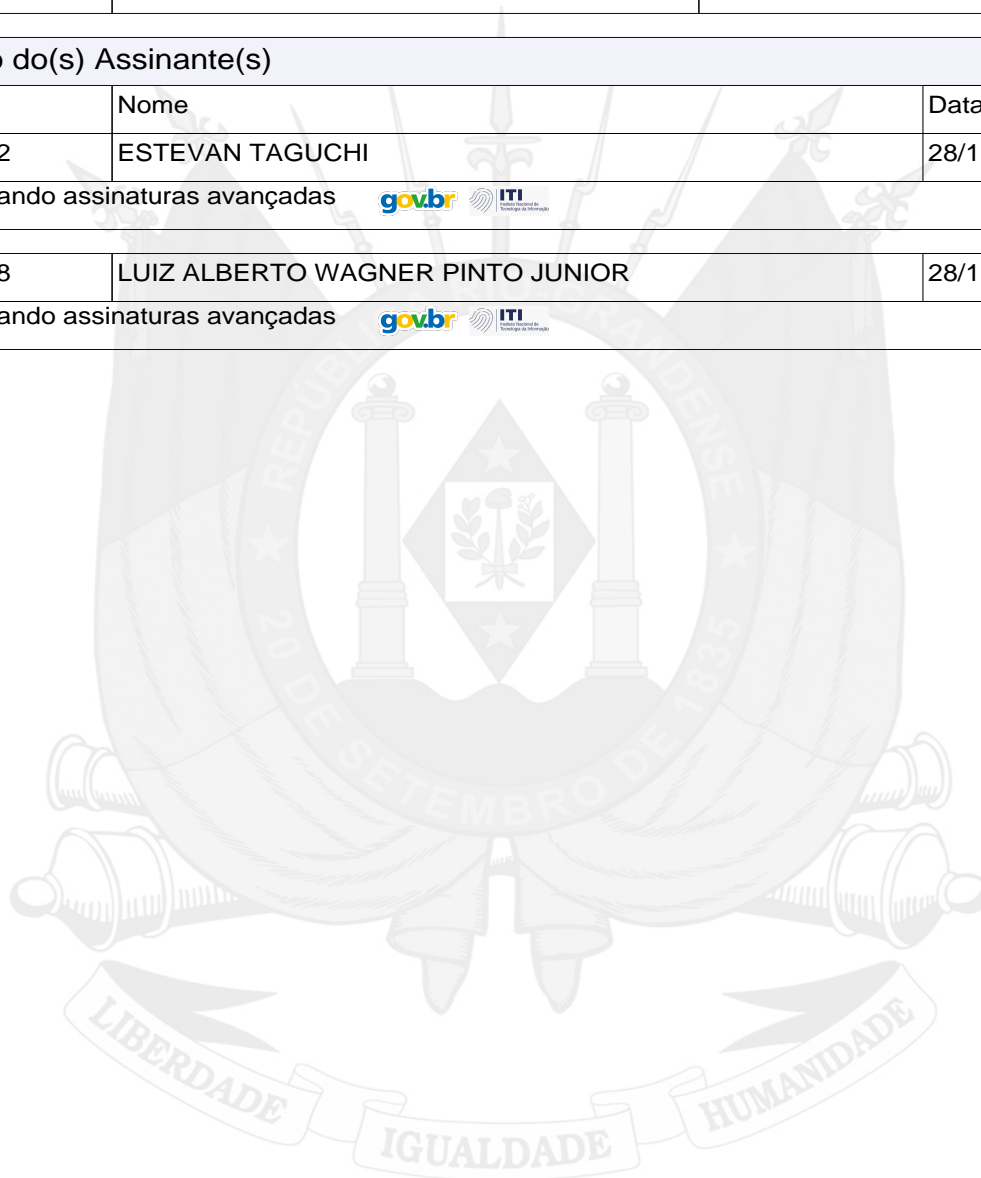 o do(s) Assinante(s)
Nome Data
2 ESTEVAN TAGUCHI 28/1
ando assinaturas avançadas gov.br ITI
8 LUIZ ALBERTO WAGNER PINTO JUNIOR 28/1
ando assinaturas avançadas gov.br ITI
REPÚBLICA RIO-GRANDENSE
20 DE SETEMBRO DE 1835
LIBERDADE IGUALDADE HUMANIDADE